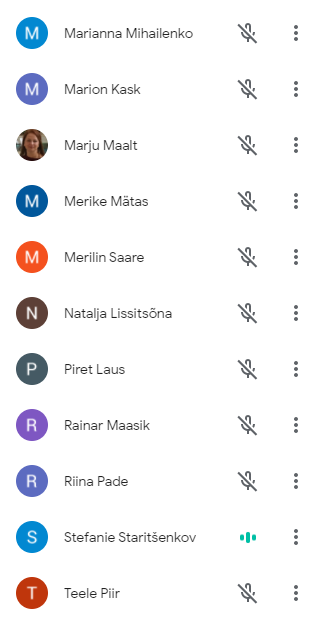 M Marianna Mihailenko
M Marion Kask
Marju Maalt
M Merike Mätas
M Merilin Saare
N Natalja Lissitsõna
P Piret Laus
R Rainar Maasik
R Riina Pade
S Stefanie Staritšenkov
T Teele Piir